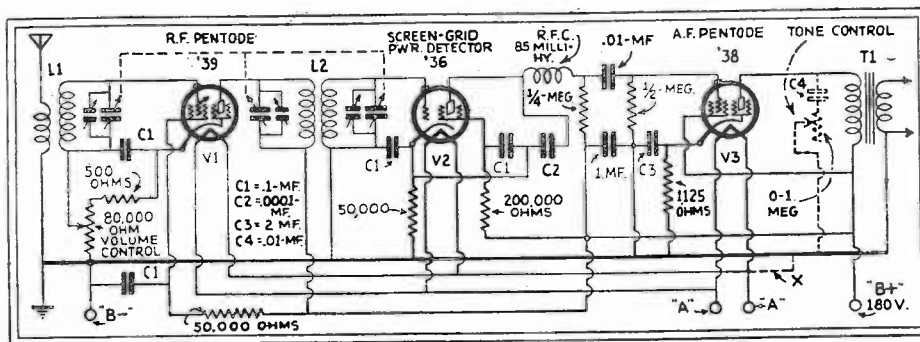 R.F. PENTODE
'39
SCREEN-GRID
PWR. DETECTOR
'36
R.F.C.
85 MILLI-
HY.
.01-MF.
A.F. PENTODE
'38
TONE CONTROL
T1
L1
L2
C4
1/4-MEG.
1/2-MEG.
C1
V1
C1
V2
C1
C2
1 MF.
C3
V3
500
OHMS
80,000
OHM
VOLUME
CONTROL
C1 = .1-MF.
C2 = .0001-
MF.
C3 = 2 MF.
C4 = .01-MF.
50,000
200,000
OHMS
1125
OHMS
0-1.
MEG
C1
X
"B-"
50,000 OHMS
"A"
"A"
"B+"
180V.